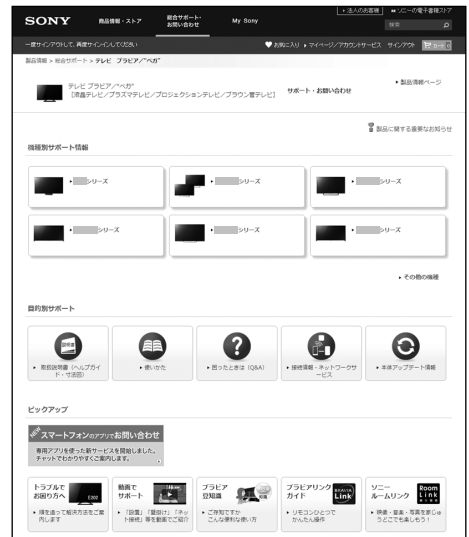 ・法人のお客様 ソニーの電子書籍ストア
SONY
商品情報・ストア
総合サポート・
お問い合わせ
My Sony
検索
一度サインアウトして、再度サインインしてください
お気に入り
マイページ/アカウントサービス
サインアウト
カート 0
製品情報 > 総合サポート > テレビ ブラビア/"ベガ"
テレビ ブラビア/"ベガ"
[液晶テレビ/プラズマテレビ/プロジェクションテレビ/ブラウン管テレビ]
サポート・お問い合わせ
製品情報ページ
製品に関する重要なお知らせ
機種別サポート情報
シリーズ
シリーズ
シリーズ
シリーズ
シリーズ
シリーズ
その他の機種
目的別サポート
説明書
取扱説明書(ヘルプガイ
ド・寸法図)
使いかた
?
困ったときは(Q&A)
接続情報・ネットワークサ
ービス
本体アップデート情報
ピックアップ
NEW
スマートフォンのアプリでお問い合わせ
専用アプリを使った新サービスを開始しました。
チャットでわかりやすくご案内します。
トラブルで
お困り方へ
E202
順を追って解決方法をご案
内します
動画で
サポート
「設置」「壁掛け」「ネッ
ト接続」等を動画でご紹介
ブラビア
豆知識
ご存知ですか
こんな便利な使い方
ブラビアリンク
ガイド
BRAVIA
Link
リモコンひとつで
かんたん操作
ソニー
ルームリンク
Room
Link
映像・音楽・写真を家じゅ
うどこでも楽しもう!